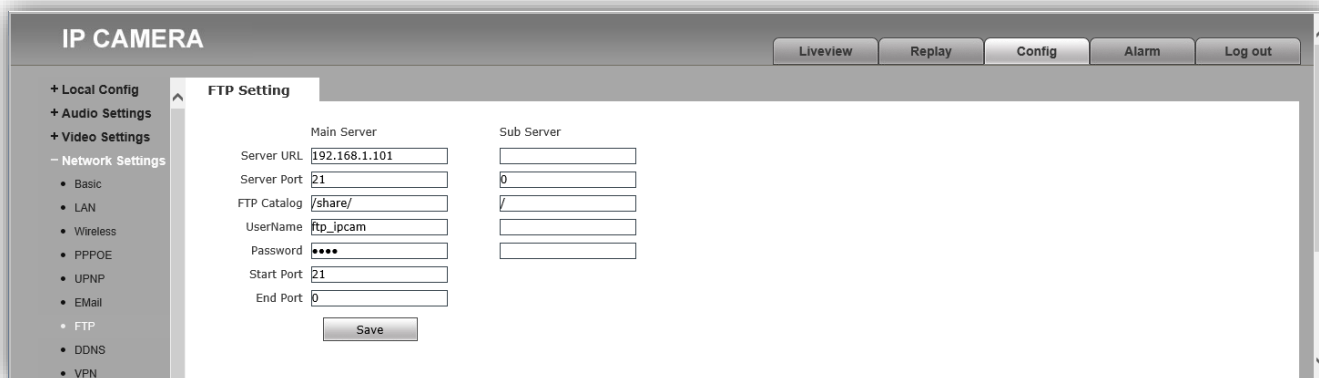 IP CAMERA
Liveview Replay Config Alarm Log out
+ Local Config
+ Audio Settings
+ Video Settings
− Network Settings
• Basic
• LAN
• Wireless
• PPPOE
• UPNP
• EMail
• FTP
• DDNS
• VPN
FTP Setting
Main Server Sub Server
Server URL 192.168.1.101
Server Port 21 0
FTP Catalog /share/ /
UserName ftp_ipcam
Password ••••
Start Port 21
End Port 0
Save